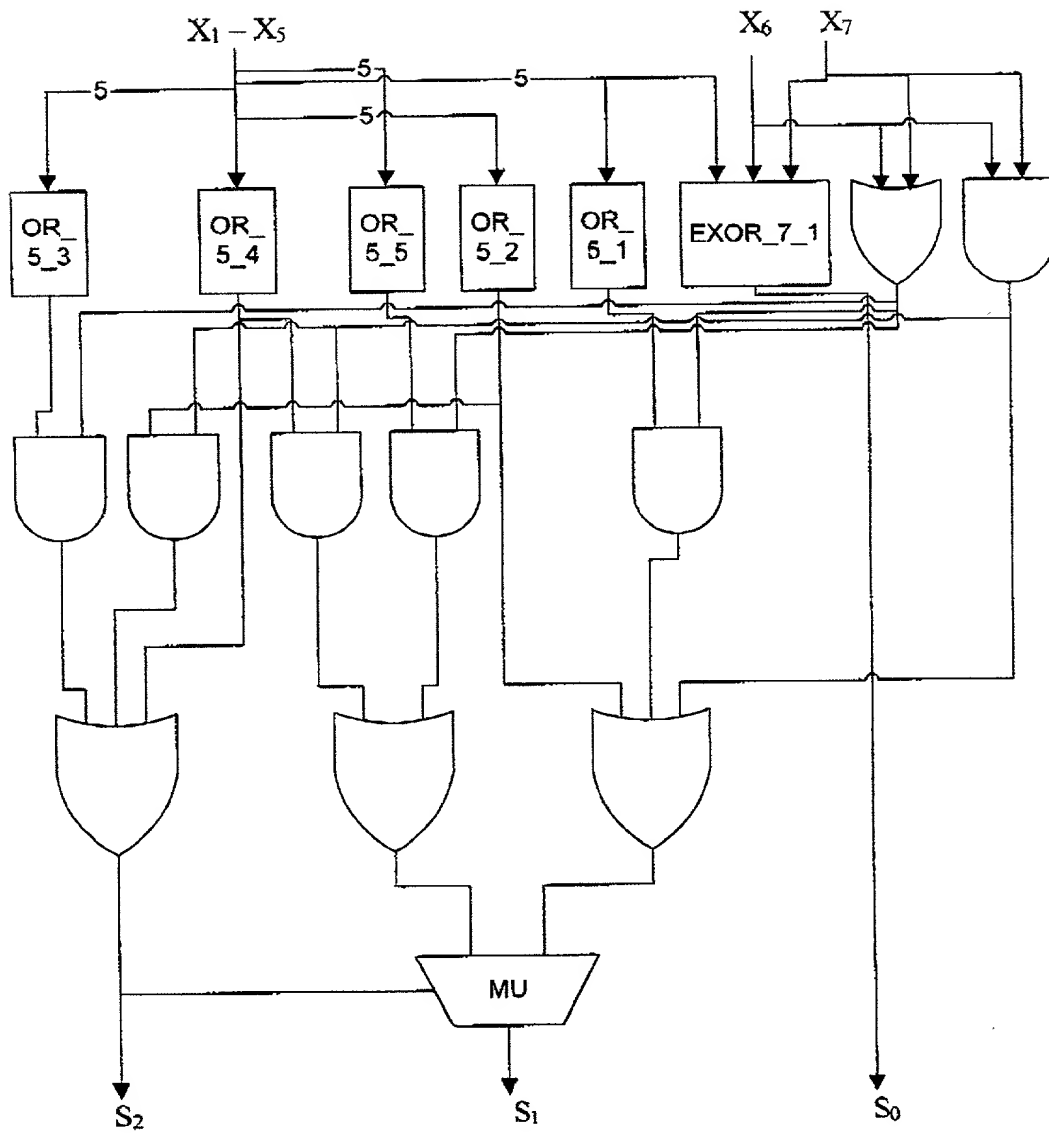 X₁ – X₅
X₆
X₇
5
5
5
5
OR_
5_3
OR_
5_4
OR_
5_5
OR_
5_2
OR_
5_1
EXOR_7_1
MU
S₂
S₁
S₀